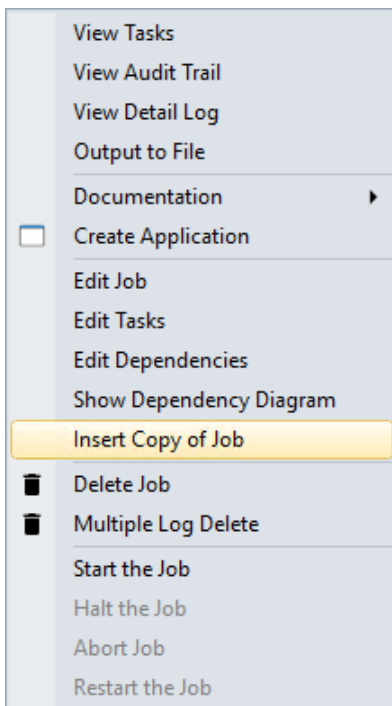 View Tasks
View Audit Trail
View Detail Log
Output to File
Documentation
Create Application
Edit Job
Edit Tasks
Edit Dependencies
Show Dependency Diagram
Insert Copy of Job
Delete Job
Multiple Log Delete
Start the Job
Halt the Job
Abort Job
Restart the Job